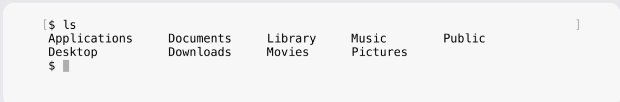 [$ ls ]
Applications Documents Library Music Public
Desktop Downloads Movies Pictures
$